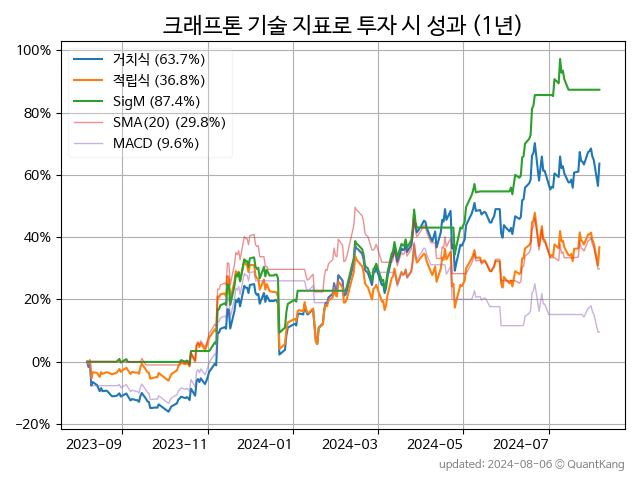 크래프톤 기술 지표로 투자 시 성과 (1년)
100%
80%
60%
40%
20%
0%
−20%
거치식 (63.7%)
적립식 (36.8%)
SigM (87.4%)
SMA(20) (29.8%)
MACD (9.6%)
2023-09
2023-11
2024-01
2024-03
2024-05
2024-07
updated: 2024-08-06 © QuantKang